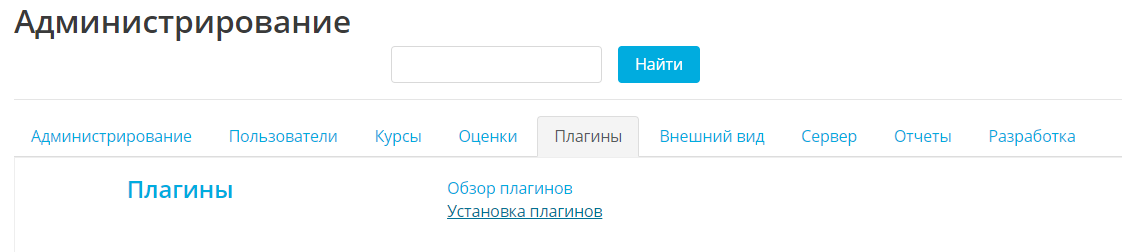 Администрирование
Найти
Администрирование Пользователи Курсы Оценки Плагины Внешний вид Сервер Отчеты Разработка
Плагины
Обзор плагинов
Установка плагинов